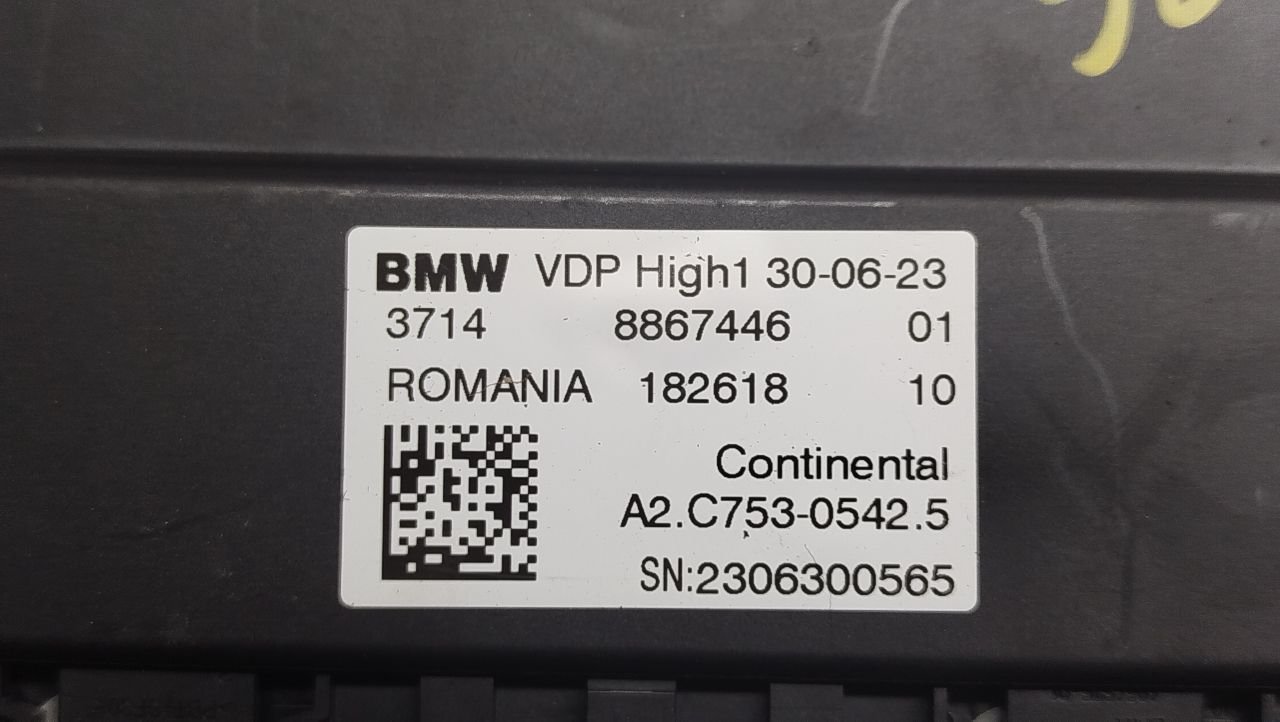 BMW VDP High1 30-06-23
3714 8867446 01
ROMANIA 182618 10
Continental
A2.C753-0542.5
SN:2306300565